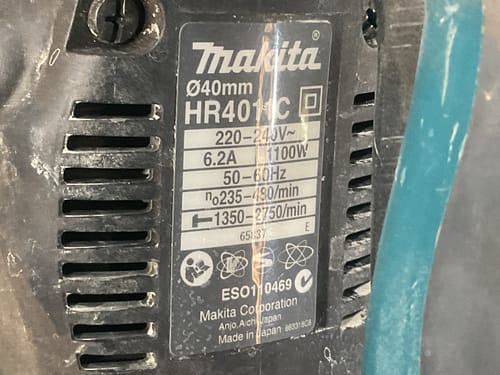 makita®
Ø40mm
HR4011C
220-240V~
6.2A 1100W
50-60Hz
n₀235-480/min
1350-2750/min
E
ESO110469
Makita Corporation
Anjo, Aichi, Japan
Made in Japan 863318C8